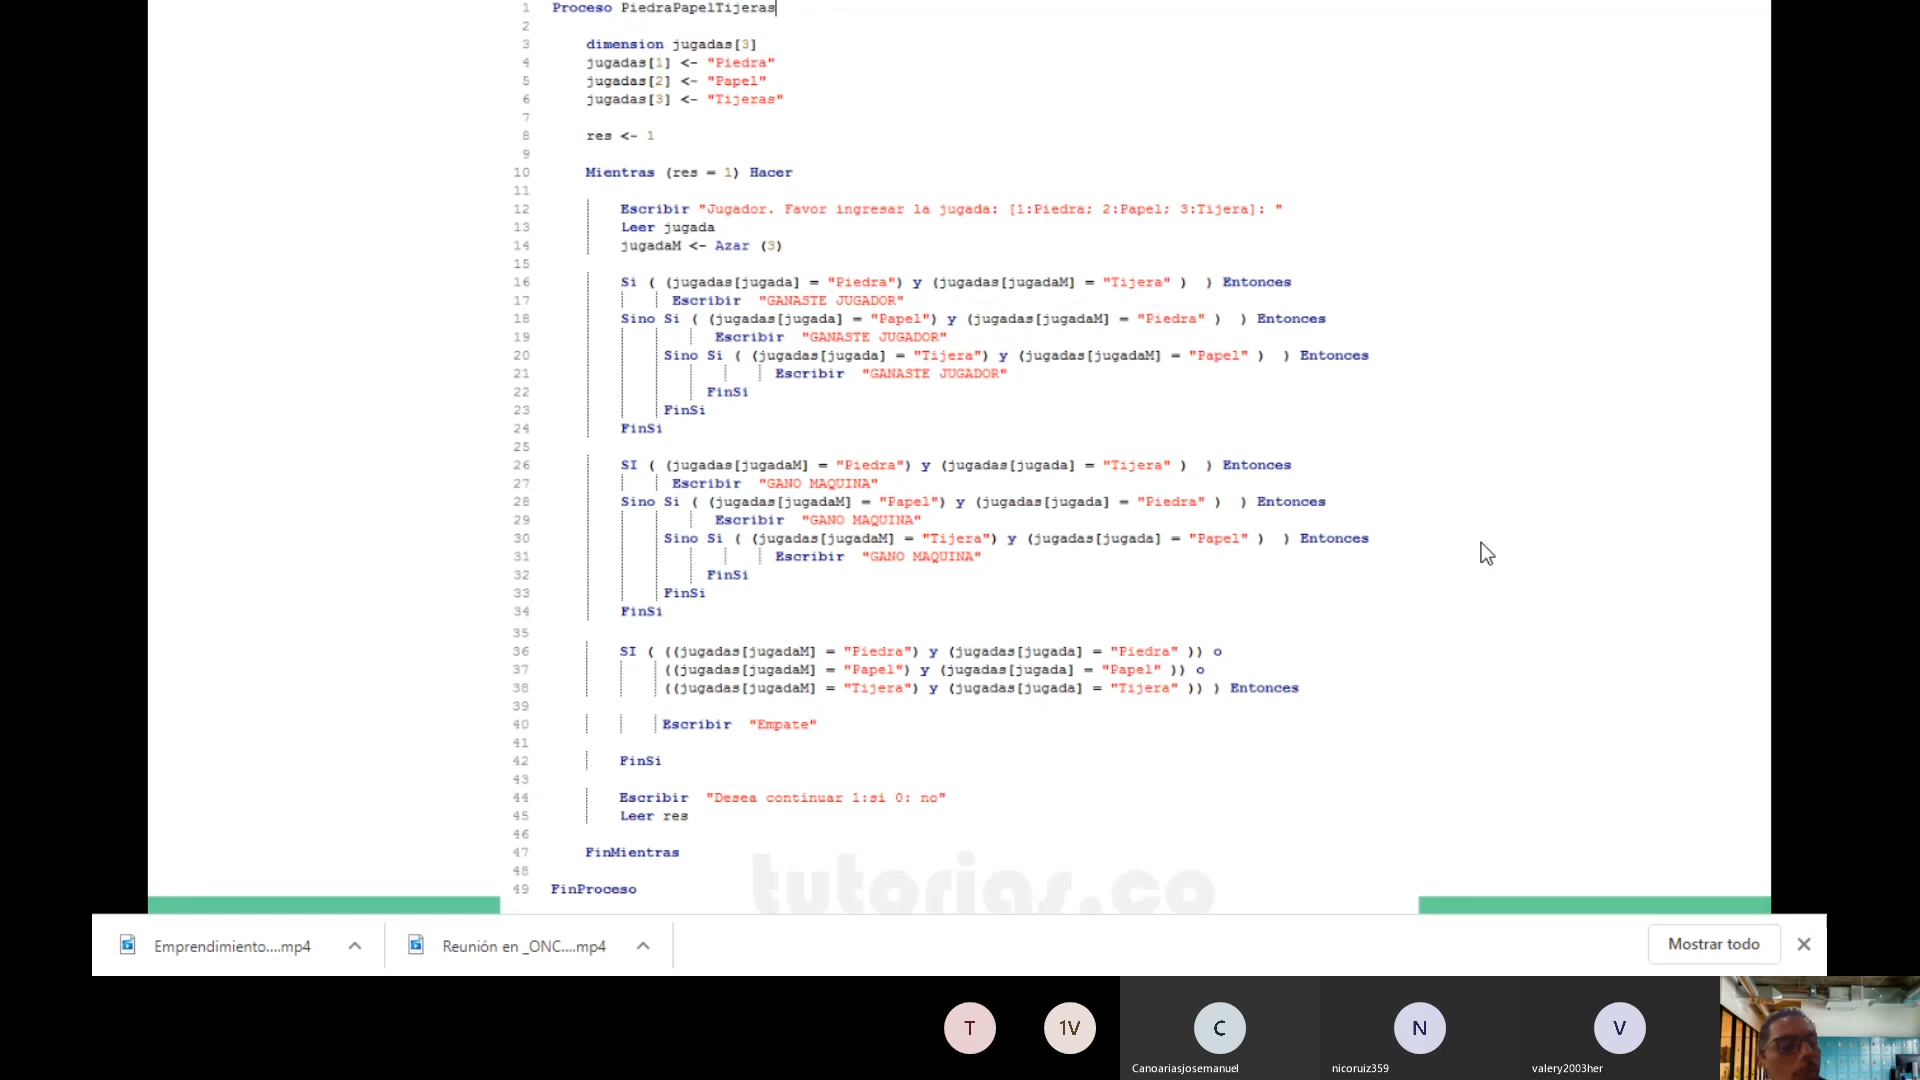 1 Proceso PiedraPapelTijeras
2
3 dimension jugadas[3]
4 jugadas[1] <- "Piedra"
5 jugadas[2] <- "Papel"
6 jugadas[3] <- "Tijeras"
7
8 res <- 1
9
10 Mientras (res = 1) Hacer
11
12 Escribir "Jugador. Favor ingresar la jugada: [1:Piedra; 2:Papel; 3:Tijera]: "
13 Leer jugada
14 jugadaM <- Azar (3)
15
16 Si ( (jugadas[jugada] = "Piedra") y (jugadas[jugadaM] = "Tijera" ) ) Entonces
17 Escribir "GANASTE JUGADOR"
18 Sino Si ( (jugadas[jugada] = "Papel") y (jugadas[jugadaM] = "Piedra" ) ) Entonces
19 Escribir "GANASTE JUGADOR"
20 Sino Si ( (jugadas[jugada] = "Tijera") y (jugadas[jugadaM] = "Papel" ) ) Entonces
21 Escribir "GANASTE JUGADOR"
22 FinSi
23 FinSi
24 FinSi
25
26 SI ( (jugadas[jugadaM] = "Piedra") y (jugadas[jugada] = "Tijera" ) ) Entonces
27 Escribir "GANO MAQUINA"
28 Sino Si ( (jugadas[jugadaM] = "Papel") y (jugadas[jugada] = "Piedra" ) ) Entonces
29 Escribir "GANO MAQUINA"
30 Sino Si ( (jugadas[jugadaM] = "Tijera") y (jugadas[jugada] = "Papel" ) ) Entonces
31 Escribir "GANO MAQUINA"
32 FinSi
33 FinSi
34 FinSi
35
36 SI ( ((jugadas[jugadaM] = "Piedra") y (jugadas[jugada] = "Piedra" )) o
37 ((jugadas[jugadaM] = "Papel") y (jugadas[jugada] = "Papel" )) o
38 ((jugadas[jugadaM] = "Tijera") y (jugadas[jugada] = "Tijera" )) ) Entonces
39
40 Escribir "Empate"
41
42 FinSi
43
44 Escribir "Desea continuar 1:si 0: no"
45 Leer res
46
47 FinMientras
48
49 FinProceso
tutorias.co
Emprendimiento....mp4
Reunión en _ONC....mp4
Mostrar todo
T
1V
C
N
V
Canoariasjosemanuel
nicoruiz359
valery2003her